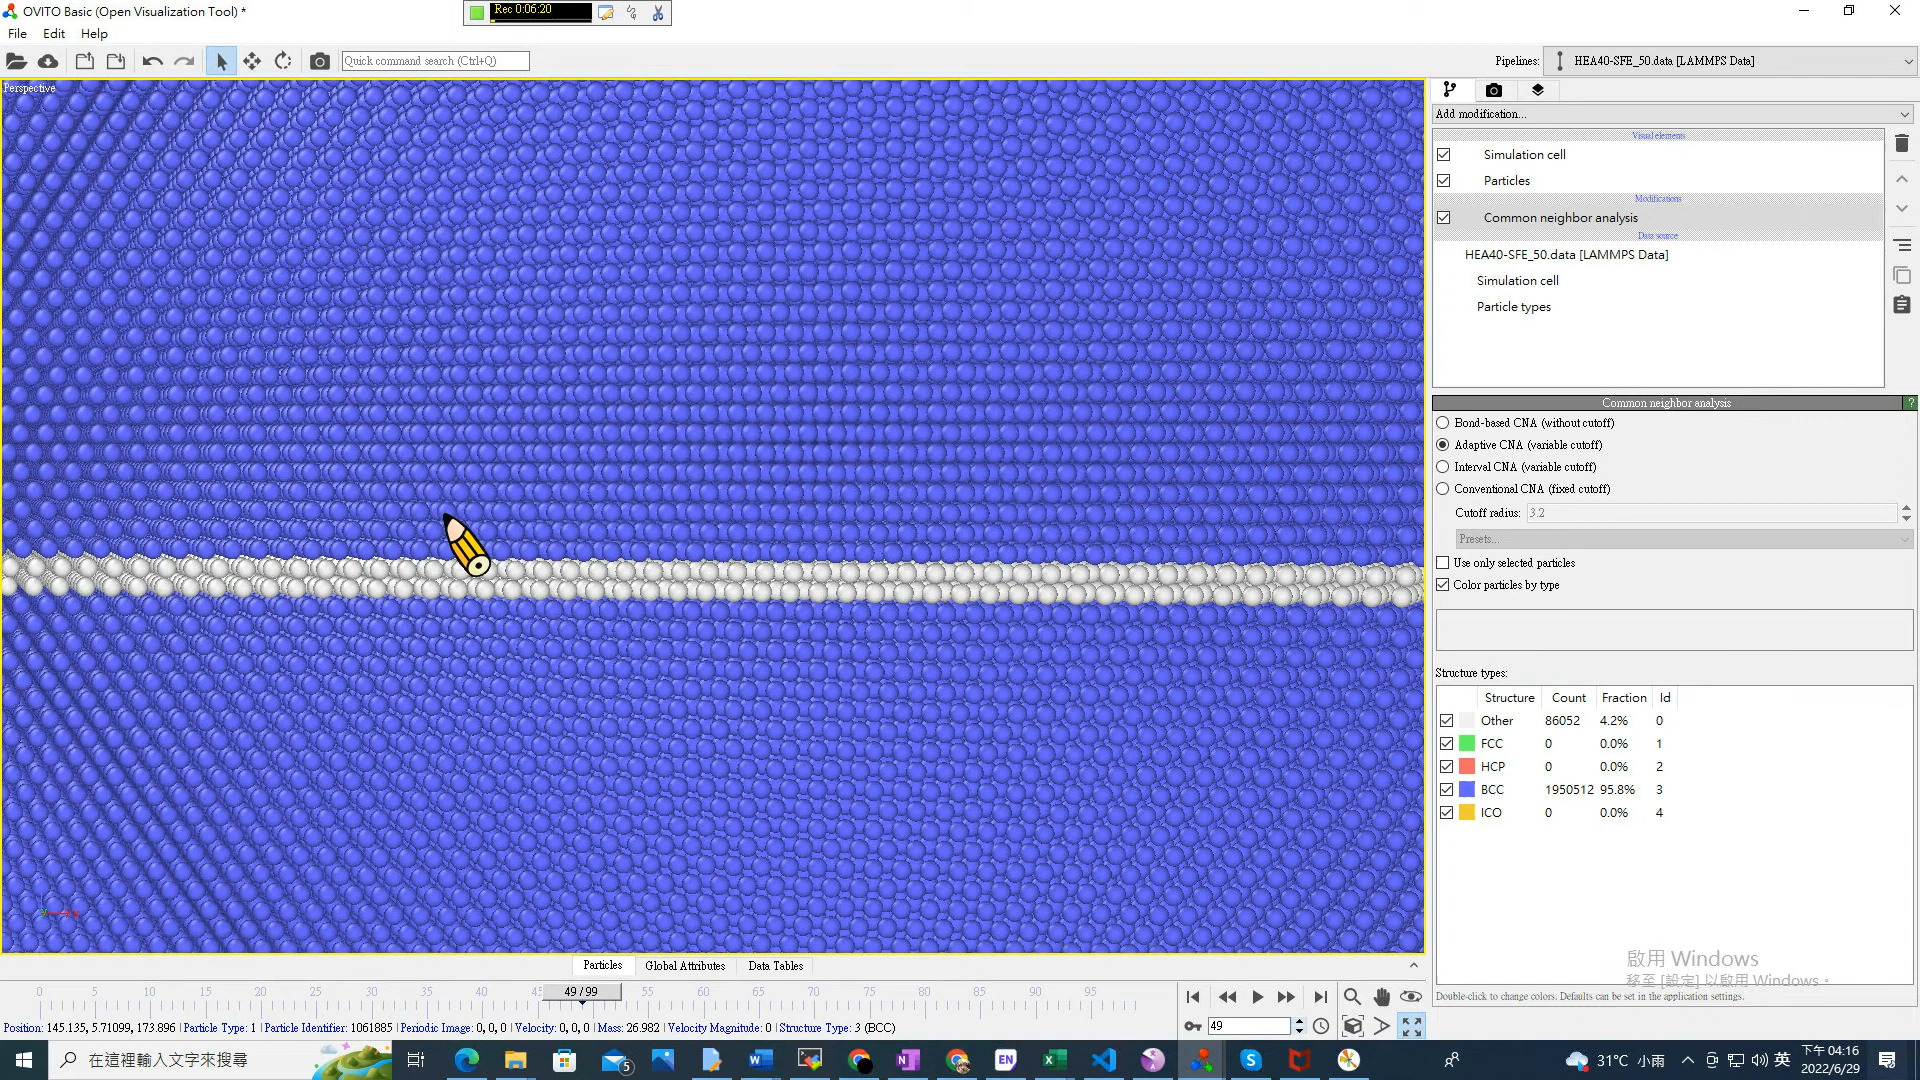 OVITO Basic (Open Visualization Tool) *
Rec 0:06:20
File Edit Help
Quick command search (Ctrl+Q)
Pipelines: HEA40-SFE_50.data [LAMMPS Data]
Perspective
Add modification...
Visual elements
Simulation cell
Particles
Modifications
Common neighbor analysis
Data source
HEA40-SFE_50.data [LAMMPS Data]
Simulation cell
Particle types
Common neighbor analysis ?
Bond-based CNA (without cutoff)
Adaptive CNA (variable cutoff)
Interval CNA (variable cutoff)
Conventional CNA (fixed cutoff)
Cutoff radius: 3.2
Presets...
Use only selected particles
Color particles by type
Structure types:
Structure Count Fraction Id
Other 86052 4.2% 0
FCC 0 0.0% 1
HCP 0 0.0% 2
BCC 1950512 95.8% 3
ICO 0 0.0% 4
啟用 Windows
移至 [設定] 以啟用 Windows。
Double-click to change colors. Defaults can be set in the application settings.
Particles Global Attributes Data Tables
0 5 10 15 20 25 30 35 40 45 49 / 99 55 60 65 70 75 80 85 90 95
Position: 145.135, 5.71099, 173.896 | Particle Type: 1 | Particle Identifier: 1061885 | Periodic Image: 0, 0, 0 | Velocity: 0, 0, 0 | Mass: 26.982 | Velocity Magnitude: 0 | Structure Type: 3 (BCC)
49
在這裡輸入文字來搜尋
5
EN
31°C 小雨
英
下午 04:16
2022/6/29